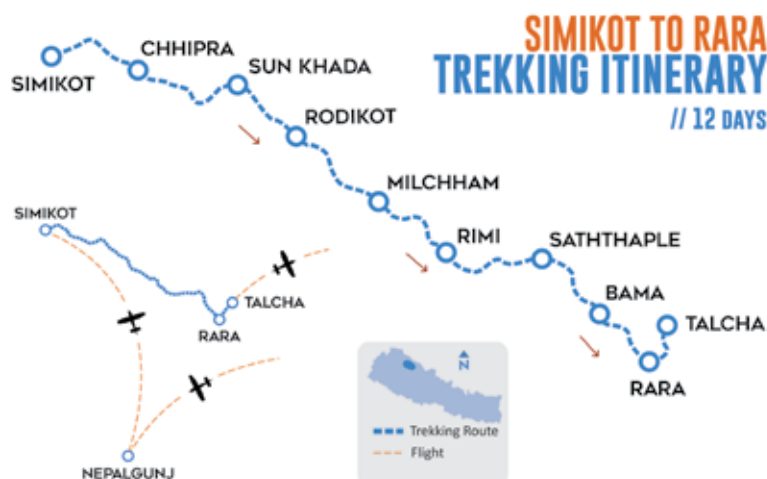 SIMIKOT TO RARA
TREKKING ITINERARY
// 12 DAYS
SIMIKOT
CHHIPRA
SUN KHADA
RODIKOT
MILCHHAM
RIMI
SATHTHAPLE
BAMA
TALCHA
RARA
SIMIKOT
TALCHA
RARA
NEPALGUNJ
N
Trekking Route
Flight